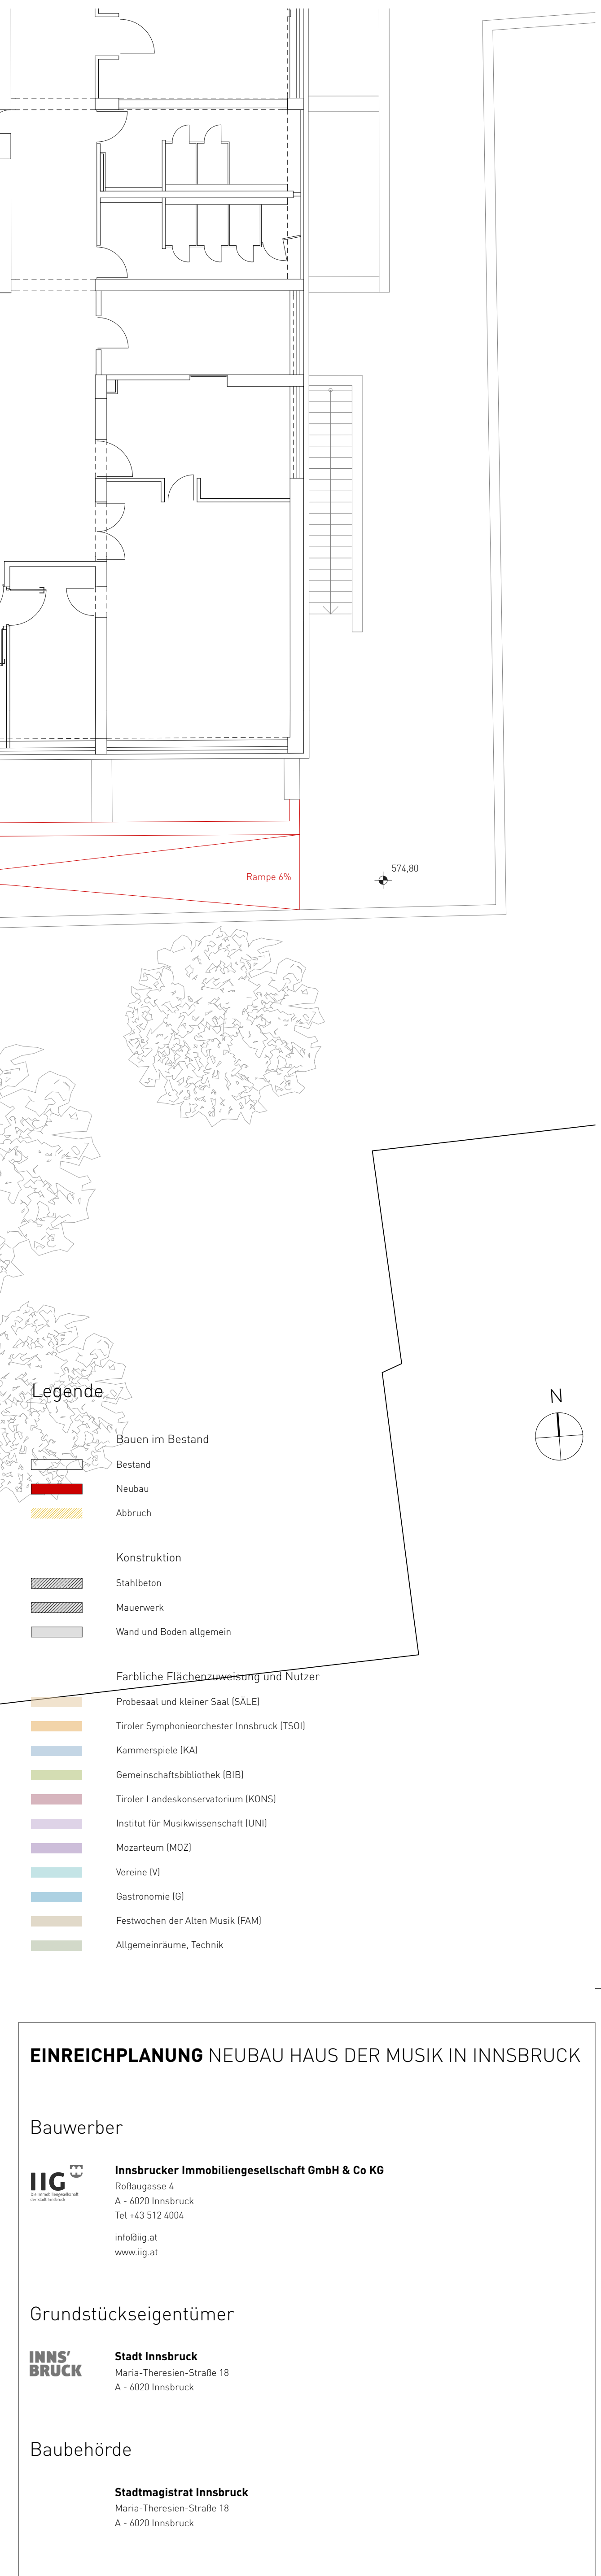 574,80
Rampe 6%
Legende
N
Bauen im Bestand
Bestand
Neubau
Abbruch
Konstruktion
Stahlbeton
Mauerwerk
Wand und Boden allgemein
Farbliche Flächenzuweisung und Nutzer
Probesaal und kleiner Saal (SÄLE)
Tiroler Symphonieorchester Innsbruck (TSOI)
Kammerspiele (KA)
Gemeinschaftsbibliothek (BIB)
Tiroler Landeskonservatorium (KONS)
Institut für Musikwissenschaft (UNI)
Mozarteum (MOZ)
Vereine (V)
Gastronomie (G)
Festwochen der Alten Musik (FAM)
Allgemeinräume, Technik
EINREICHPLANUNG NEUBAU HAUS DER MUSIK IN INNSBRUCK
Bauwerber
IIG
Die Immobiliengesellschaft
der Stadt Innsbruck
Innsbrucker Immobiliengesellschaft GmbH & Co KG
Roßaugasse 4
A - 6020 Innsbruck
Tel +43 512 4004
info@iig.at
www.iig.at
Grundstückseigentümer
INNS'
BRUCK
Stadt Innsbruck
Maria-Theresien-Straße 18
A - 6020 Innsbruck
Baubehörde
Stadtmagistrat Innsbruck
Maria-Theresien-Straße 18
A - 6020 Innsbruck